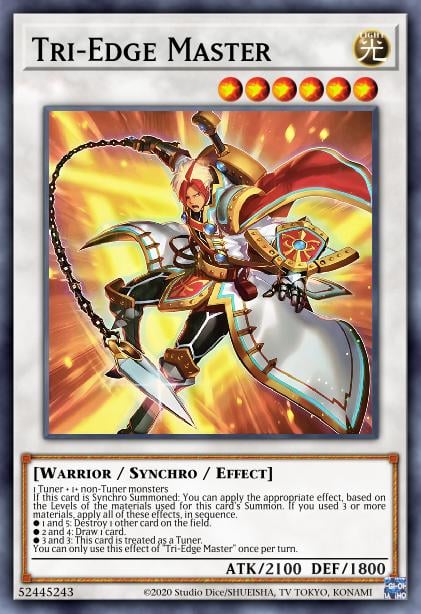 Tri-Edge Master
LIGHT
光
[Warrior / Synchro / Effect]
1 Tuner + 1+ non-Tuner monsters
If this card is Synchro Summoned: You can apply the appropriate effect, based on
the Levels of the materials used for this card's Summon. If you used 3 or more
materials, apply all of these effects, in sequence.
● 1 and 5: Destroy 1 other card on the field.
● 2 and 4: Draw 1 card.
● 3 and 3: This card is treated as a Tuner.
You can only use this effect of "Tri-Edge Master" once per turn.
ATK/2100 DEF/1800
52445243 ©2020 Studio Dice/SHUEISHA, TV TOKYO, KONAMI